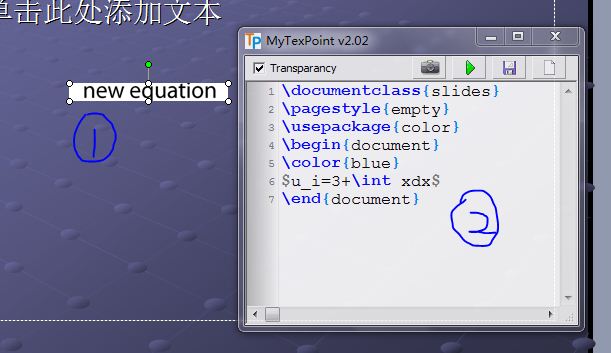 单击此处添加文本
MyTexPoint v2.02
Transparancy
new equation
1
1 \documentclass{slides}
2 \pagestyle{empty}
3 \usepackage{color}
4 \begin{document}
5 \color{blue}
6 $u_i=3+\int xdx$
7 \end{document}
2